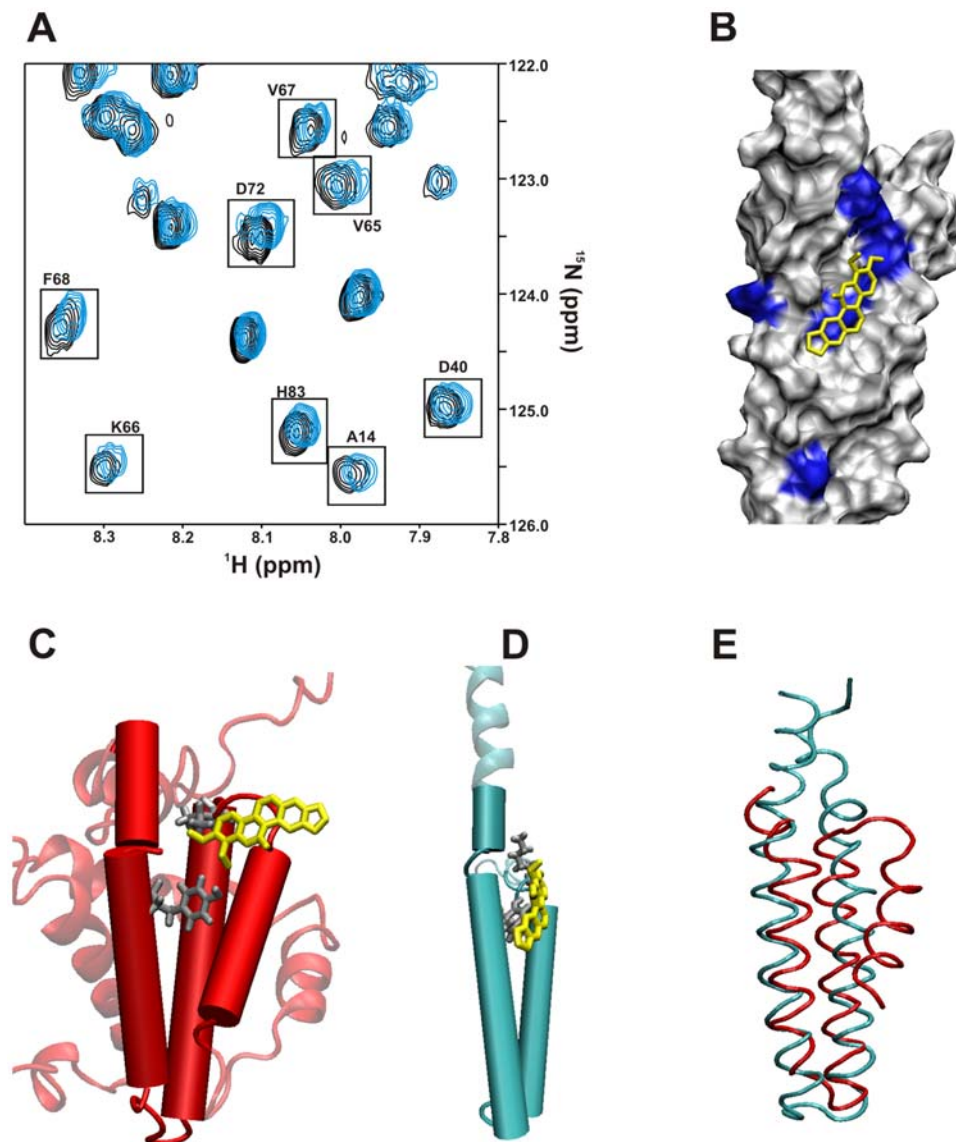 A
B
122.0
V67
123.0
D72
V65
F68
124.0
¹⁵N (ppm)
D40
H83
125.0
K66
A14
126.0
8.3
8.2
8.1
8.0
7.9
7.8
¹H (ppm)
C
D
E